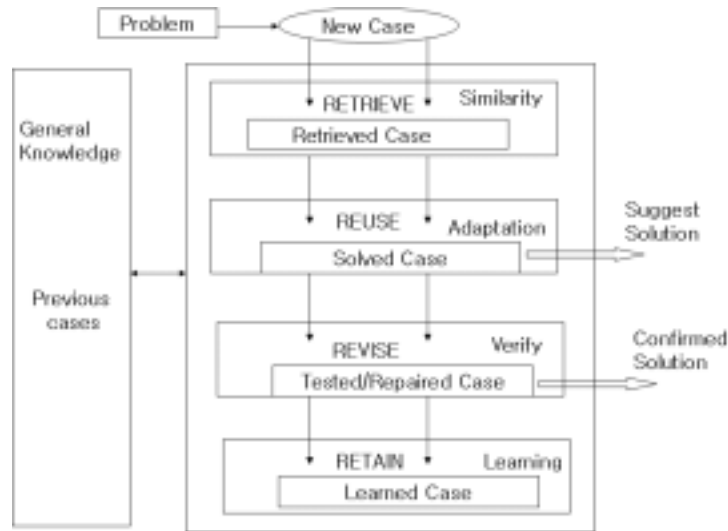 Problem
New Case
General
Knowledge
Previous
cases
RETRIEVE
Similarity
Retrieved Case
REUSE
Adaptation
Solved Case
Suggest
Solution
REVISE
Verify
Tested/Repaired Case
Confirmed
Solution
RETAIN
Learning
Learned Case